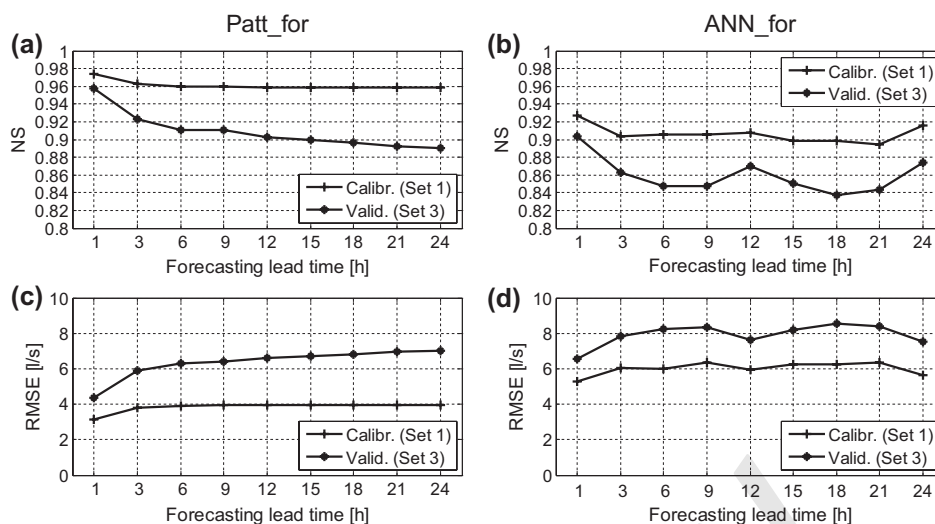 Patt_for
ANN_for
(a)
1
0.98
0.96
0.94
0.92
0.9
0.88
0.86
0.84
0.82
0.8
NS
Calibr. (Set 1)
Valid. (Set 3)
1 3 6 9 12 15 18 21 24
Forecasting lead time [h]
(b)
1
0.98
0.96
0.94
0.92
0.9
0.88
0.86
0.84
0.82
0.8
NS
Calibr. (Set 1)
Valid. (Set 3)
1 3 6 9 12 15 18 21 24
Forecasting lead time [h]
(c)
10
8
6
4
2
0
RMSE [l/s]
Calibr. (Set 1)
Valid. (Set 3)
1 3 6 9 12 15 18 21 24
Forecasting lead time [h]
(d)
10
8
6
4
2
0
RMSE [l/s]
Calibr. (Set 1)
Valid. (Set 3)
1 3 6 9 12 15 18 21 24
Forecasting lead time [h]